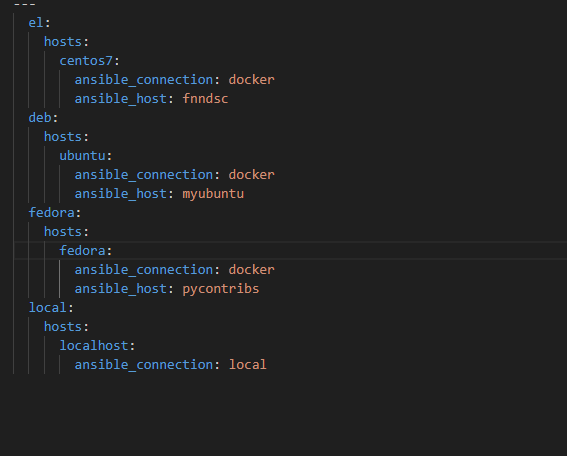 ---
  el:
    hosts:
      centos7:
        ansible_connection: docker
        ansible_host: fnndsc
  deb:
    hosts:
      ubuntu:
        ansible_connection: docker
        ansible_host: myubuntu
  fedora:
    hosts:
      fedora:
        ansible_connection: docker
        ansible_host: pycontribs
  local:
    hosts:
      localhost:
        ansible_connection: local